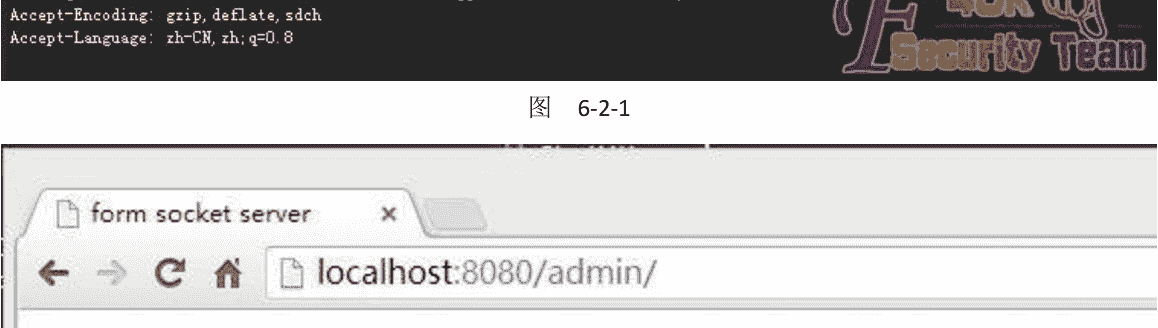 Accept-Encoding: gzip, deflate, sdch
Accept-Language: zh-CN, zh;q=0.8
Security Team
图 6-2-1
form socket server
localhost:8080/admin/